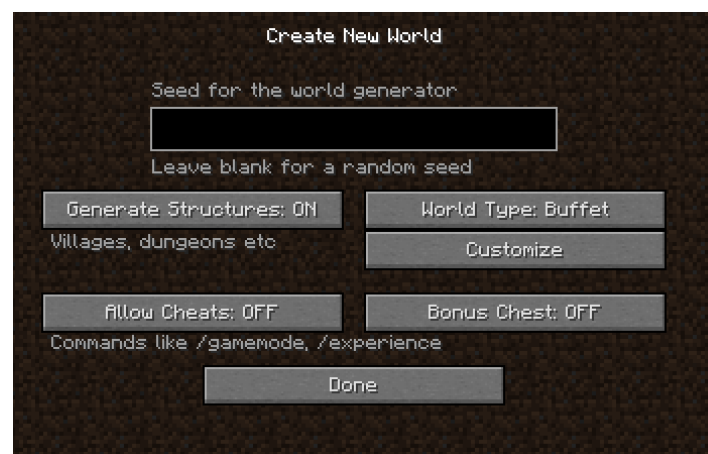 Create New World
Seed for the world generator
Leave blank for a random seed
Generate Structures: ON
World Type: Buffet
Villages, dungeons etc
Customize
Allow Cheats: OFF
Bonus Chest: OFF
Commands like /gamemode, /experience
Done